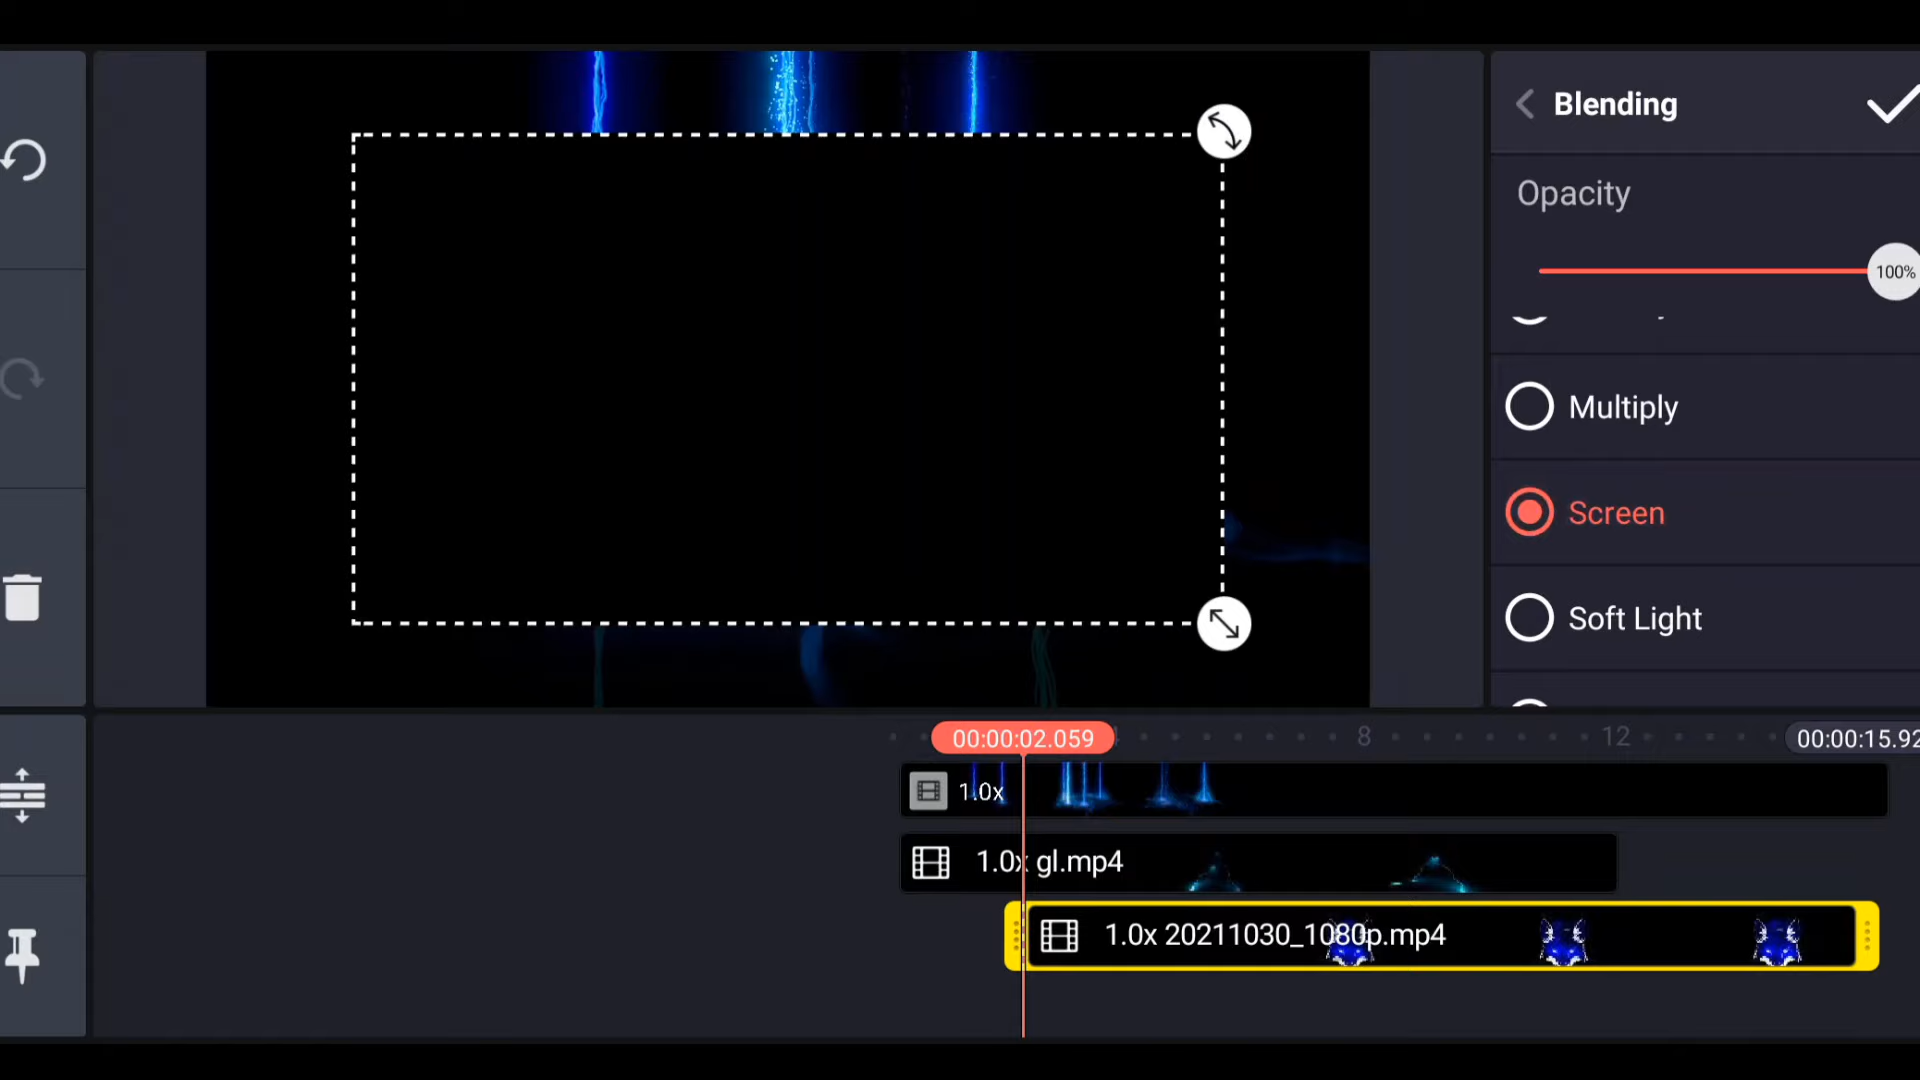 Blending
Opacity
100%
Multiply
Screen
Soft Light
00:00:02.059
8
12
00:00:15.92
1.0x
1.0x gl.mp4
1.0x 20211030_1080p.mp4